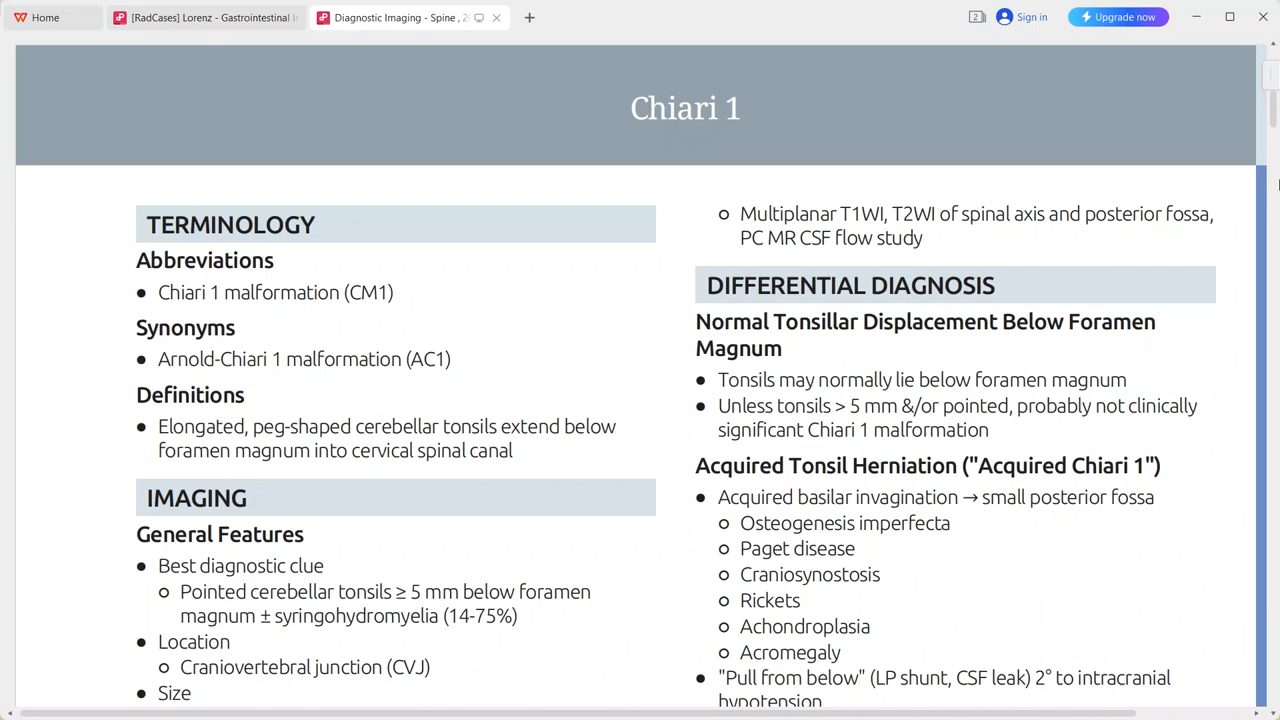 Home
[RadCases] Lorenz - Gastrointestinal I
Diagnostic Imaging - Spine , 2
2
Sign in
Upgrade now
Chiari 1
TERMINOLOGY
Abbreviations
● Chiari 1 malformation (CM1)
Synonyms
● Arnold-Chiari 1 malformation (AC1)
Definitions
● Elongated, peg-shaped cerebellar tonsils extend below
foramen magnum into cervical spinal canal
IMAGING
General Features
● Best diagnostic clue
○ Pointed cerebellar tonsils ≥ 5 mm below foramen
magnum ± syringohydromyelia (14-75%)
● Location
○ Craniovertebral junction (CVJ)
● Size
○ Multiplanar T1WI, T2WI of spinal axis and posterior fossa,
PC MR CSF flow study
DIFFERENTIAL DIAGNOSIS
Normal Tonsillar Displacement Below Foramen
Magnum
● Tonsils may normally lie below foramen magnum
● Unless tonsils > 5 mm &/or pointed, probably not clinically
significant Chiari 1 malformation
Acquired Tonsil Herniation ("Acquired Chiari 1")
● Acquired basilar invagination → small posterior fossa
○ Osteogenesis imperfecta
○ Paget disease
○ Craniosynostosis
○ Rickets
○ Achondroplasia
○ Acromegaly
● "Pull from below" (LP shunt, CSF leak) 2° to intracranial
hypotension